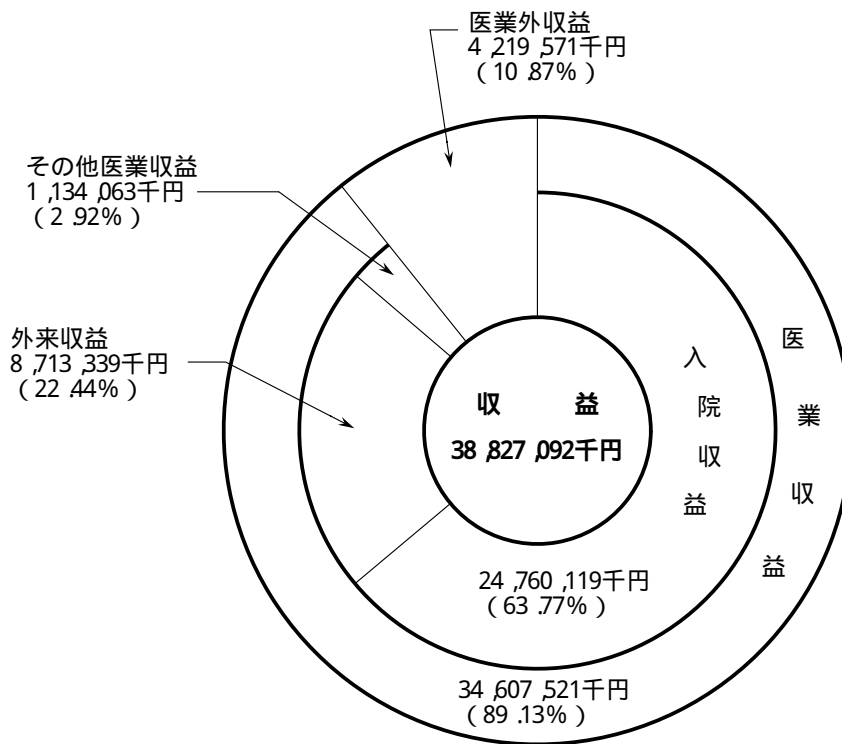 医業外収益
4,219,571千円
(10.87%)
その他医業収益
1,134,063千円
(2.92%)
外来収益
8,713,339千円
(22.44%)
収益
38,827,092千円
入院収益
24,760,119千円
(63.77%)
医業収益
34,607,521千円
(89.13%)